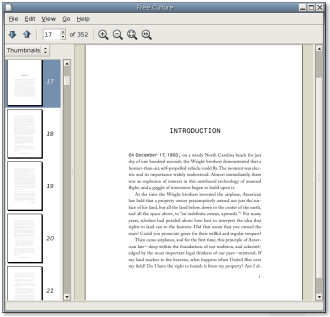 Free Culture
File Edit View Go Help
17 of 352
Thumbnails
17
18
19
20
21
INTRODUCTION
On December 17, 1903, on a windy North Carolina beach for just
shy of one hundred seconds, the Wright brothers demonstrated that a
heavier-than-air, self-propelled vehicle could fly. The moment was elec-
tric and its importance widely understood. Almost immediately, there
was an explosion of interest in this newfound technology of manned
flight, and a gaggle of innovators began to build upon it.
At the time the Wright brothers invented the airplane, American
law held that a property owner presumptively owned not just the sur-
face of his land, but all the land below, down to the center of the earth,
and all the space above, to "an indefinite extent, upwards." For many
years, scholars had puzzled about how best to interpret the idea that
rights in land ran to the heavens. Did that mean that you owned the
stars? Could you prosecute geese for their willful and regular trespass?
Then came airplanes, and for the first time, this principle of Amer-
ican law—deep within the foundations of our tradition, and acknowl-
edged by the most important legal thinkers of our past—mattered. If
my land reaches to the heavens, what happens when United flies over
my field? Do I have the right to banish it from my property? Am I al-
1